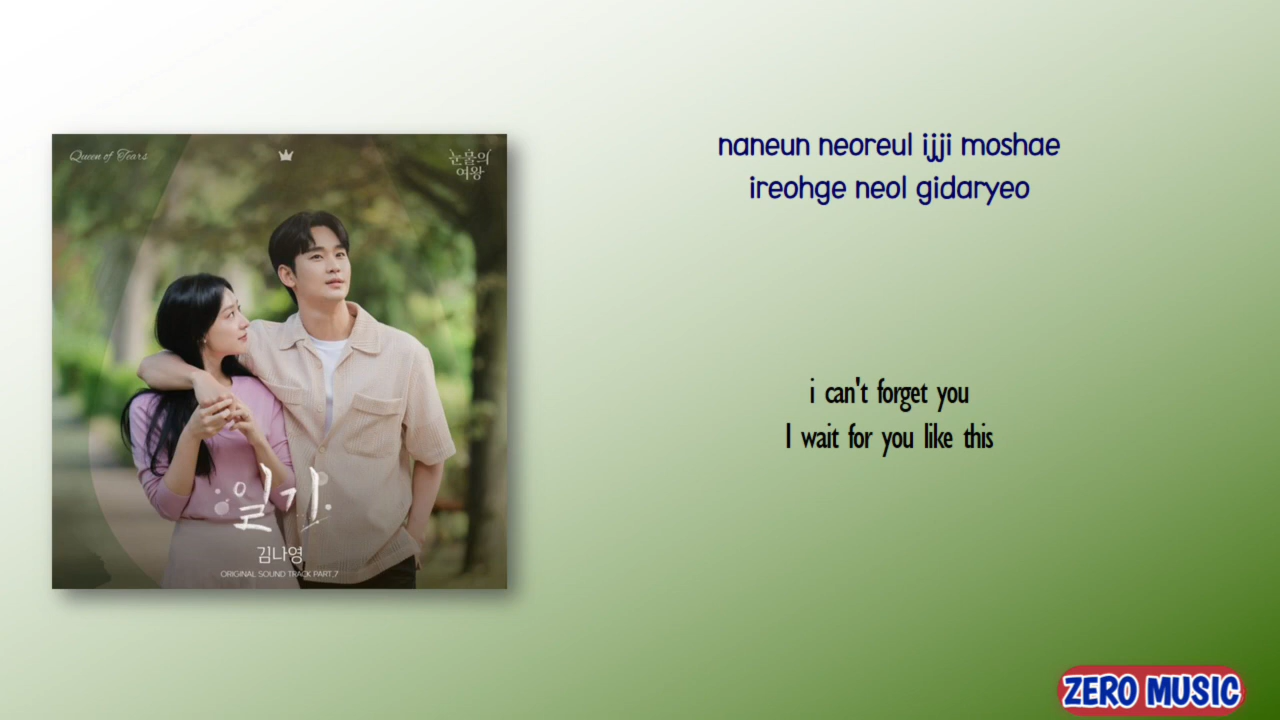 Queen of Tears
눈물의
여왕
일기
김나영
ORIGINAL SOUND TRACK PART.7
naneun neoreul ijji moshae
ireohge neol gidaryeo
i can't forget you
I wait for you like this
ZERO MUSIC